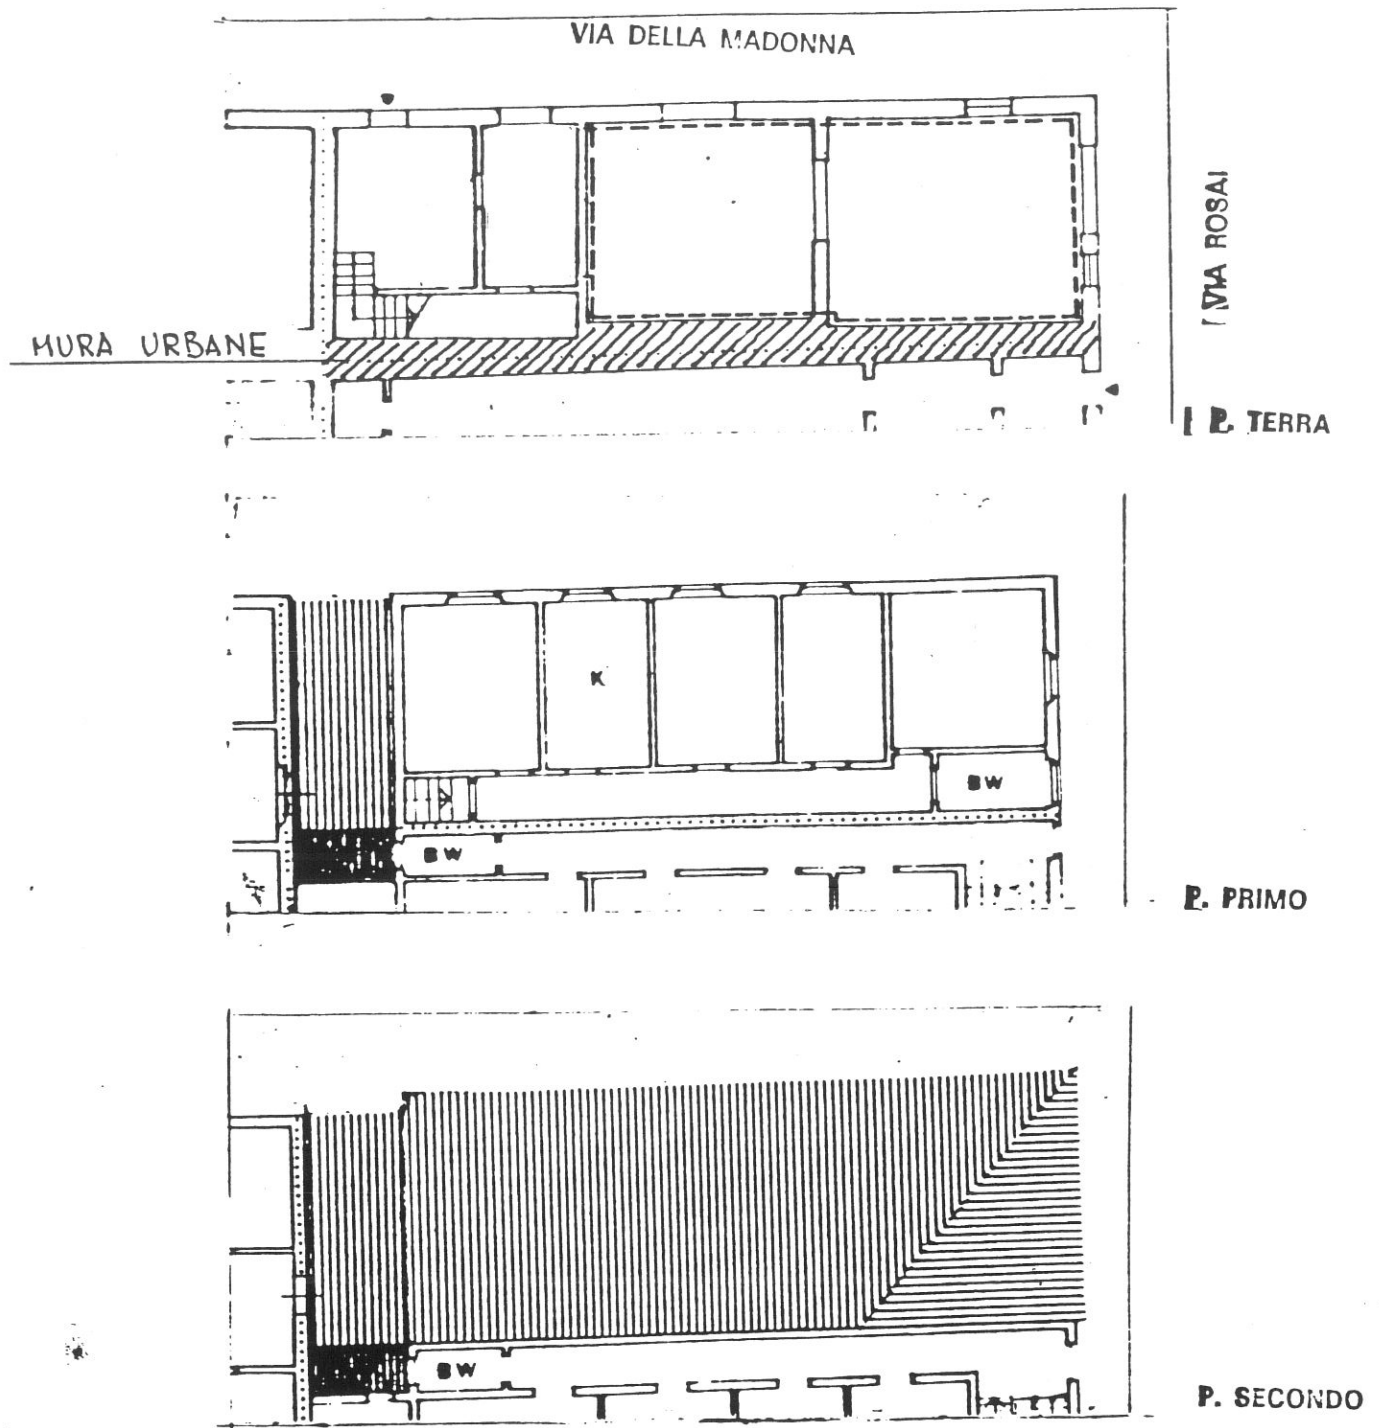 VIA DELLA MADONNA
VIA ROSAI
MURA URBANE
P. TERRA
K
BW
BW
P. PRIMO
BW
P. SECONDO